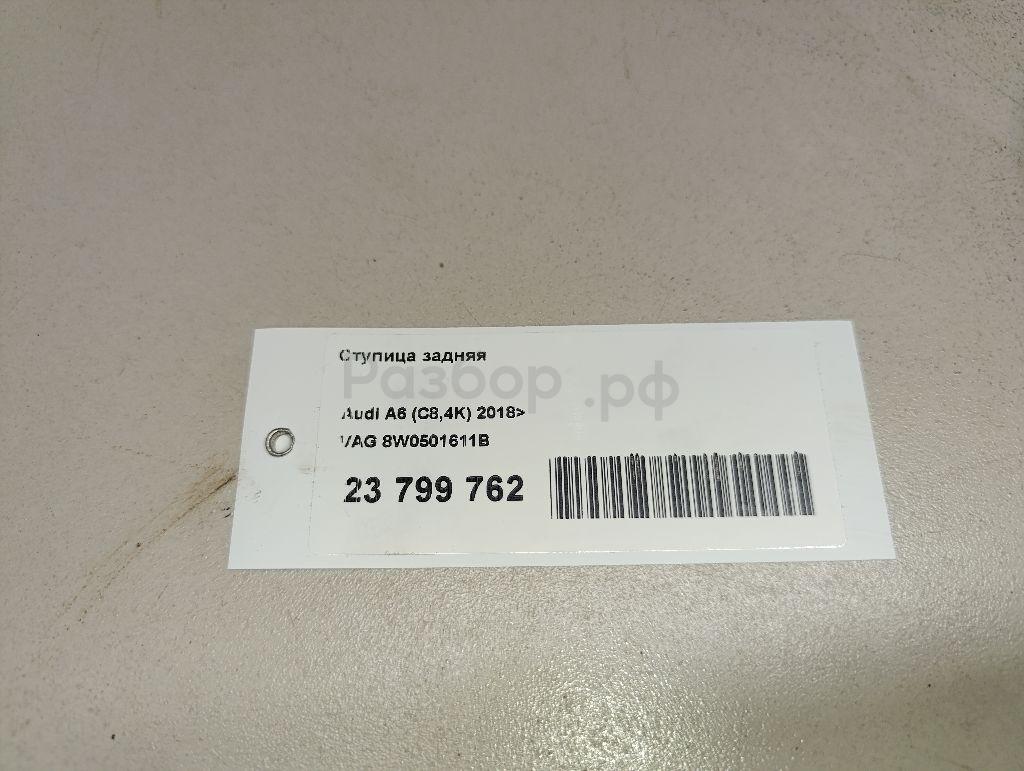 Ступица задняя
Разбор.рф
Audi A6 (C8,4K) 2018>
VAG 8W0501611B
23 799 762